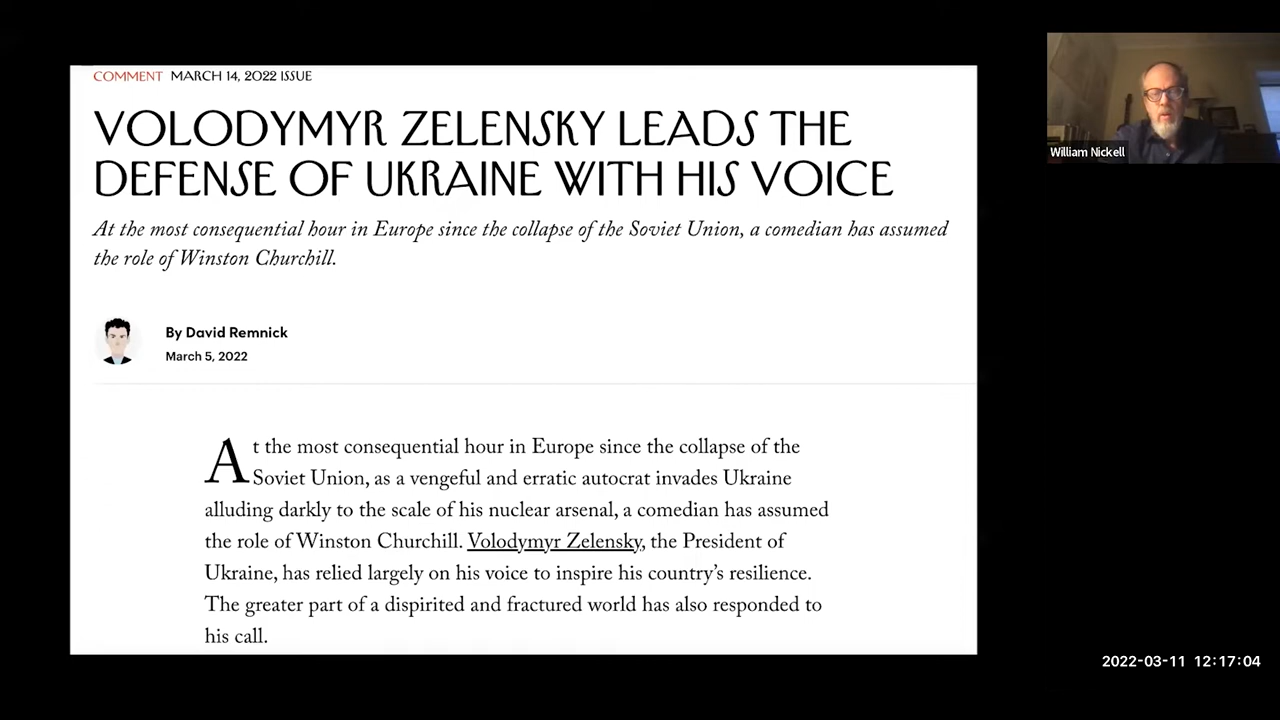 COMMENT MARCH 14, 2022 ISSUE
VOLODYMYR ZELENSKY LEADS THE
DEFENSE OF UKRAINE WITH HIS VOICE
At the most consequential hour in Europe since the collapse of the Soviet Union, a comedian has assumed
the role of Winston Churchill.
By David Remnick
March 5, 2022
At the most consequential hour in Europe since the collapse of the
Soviet Union, as a vengeful and erratic autocrat invades Ukraine
alluding darkly to the scale of his nuclear arsenal, a comedian has assumed
the role of Winston Churchill. Volodymyr Zelensky, the President of
Ukraine, has relied largely on his voice to inspire his country's resilience.
The greater part of a dispirited and fractured world has also responded to
his call.
William Nickell
2022-03-11 12:17:04